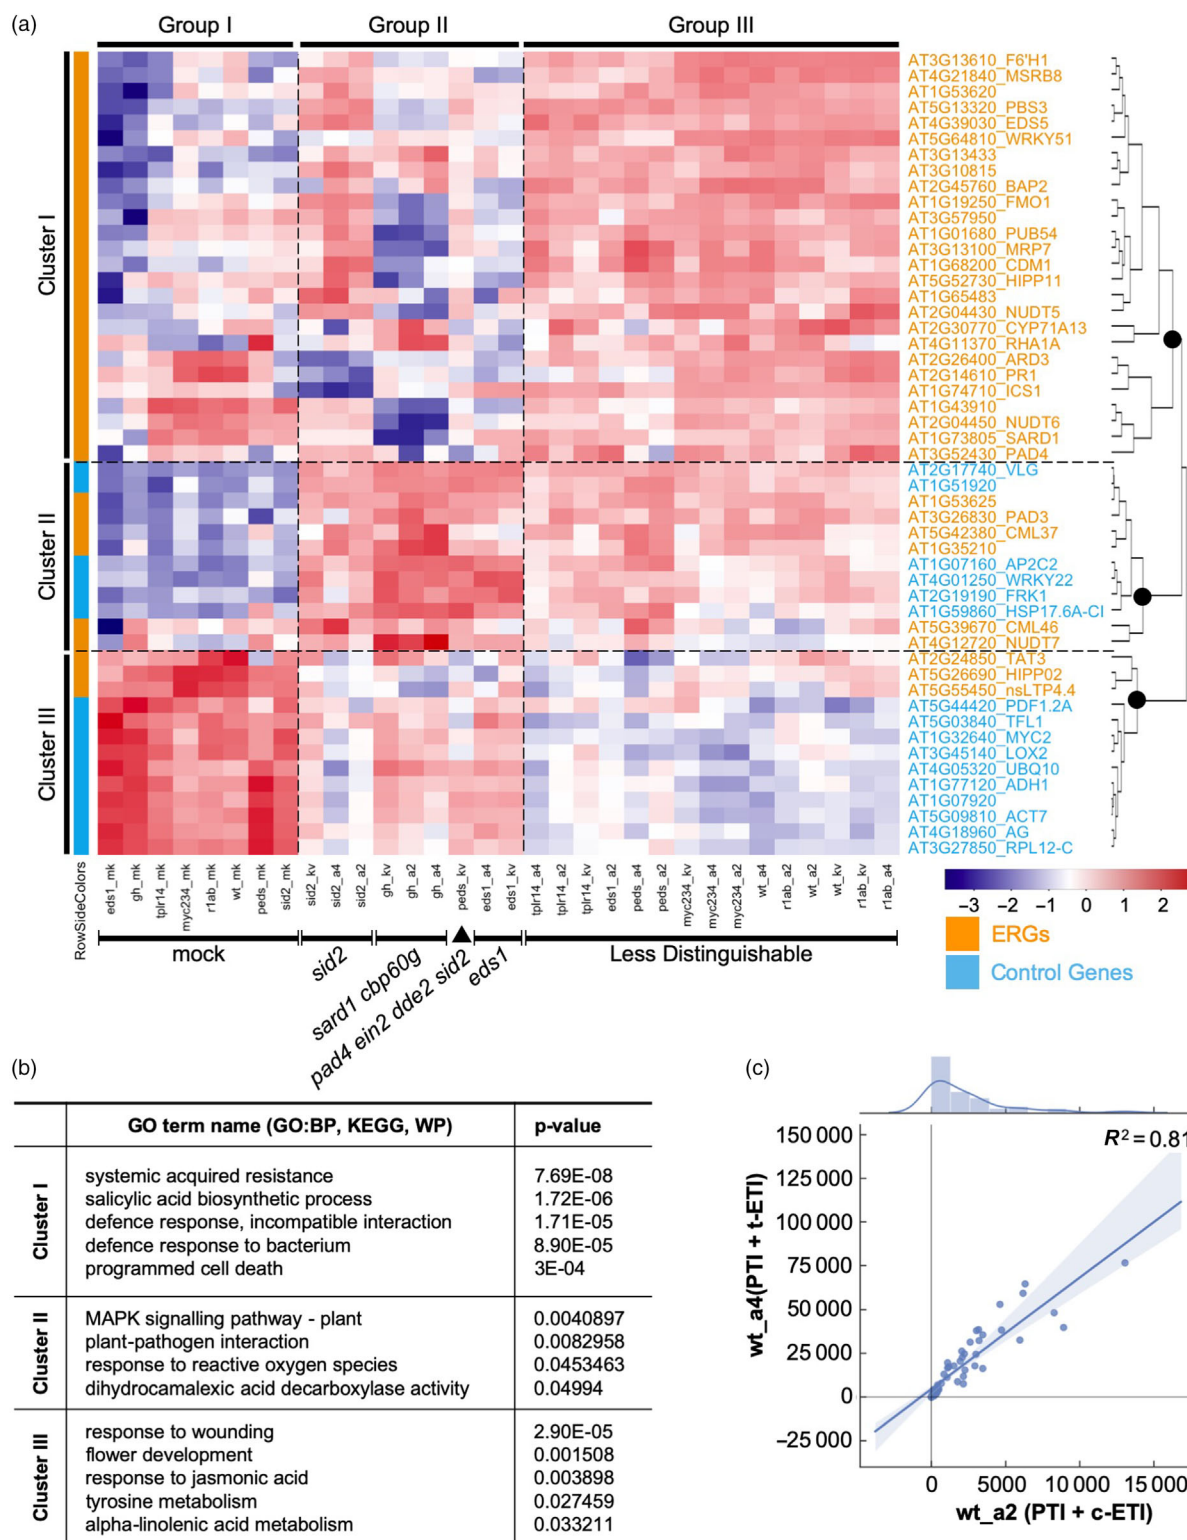 (a)
Group I Group II Group III
Cluster I
Cluster II
Cluster III
AT3G13610_F6'H1
AT4G21840_MSRB8
AT1G53620
AT5G13320_PBS3
AT4G39030_EDS5
AT5G64810_WRKY51
AT3G13433
AT3G10815
AT2G45760_BAP2
AT1G19250_FMO1
AT3G57950
AT1G01680_PUB54
AT3G13100_MRP7
AT1G68200_CDM1
AT5G52730_HIPP11
AT1G65483
AT2G04430_NUDT5
AT2G30770_CYP71A13
AT4G11370_RHA1A
AT2G26400_ARD3
AT2G14610_PR1
AT1G74710_ICS1
AT1G43910
AT2G04450_NUDT6
AT1G73805_SARD1
AT3G52430_PAD4
AT2G17740_VLG
AT1G51920
AT1G53625
AT3G26830_PAD3
AT5G42380_CML37
AT1G35210
AT1G07160_AP2C2
AT4G01250_WRKY22
AT2G19190_FRK1
AT1G59860_HSP17.6A-CI
AT5G39670_CML46
AT4G12720_NUDT7
AT2G24850_TAT3
AT5G26690_HIPP02
AT5G55450_nsLTP4.4
AT5G44420_PDF1.2A
AT5G03840_TFL1
AT1G32640_MYC2
AT3G45140_LOX2
AT4G05320_UBQ10
AT1G77120_ADH1
AT1G07920
AT5G09810_ACT7
AT4G18960_AG
AT3G27850_RPL12-C
RowSideColors
eds1_mk
gh_mk
tplr14_mk
myc234_mk
r1ab_mk
wt_mk
peds_mk
sid2_mk
sid2_kv
sid2_a4
sid2_a2
gh_kv
gh_a2
gh_a4
peds_kv
eds1_a4
eds1_kv
tplr14_a4
tplr14_a2
tplr14_kv
eds1_a2
peds_a4
peds_a2
myc234_kv
myc234_a4
myc234_a2
wt_a4
r1ab_a2
wt_a2
wt_kv
r1ab_kv
r1ab_a4
mock
sid2
sard1 cbp60g
pad4 ein2 dde2 sid2
eds1
Less Distinguishable
−3 −2 −1 0 1 2
ERGs
Control Genes
(b)
GO term name (GO:BP, KEGG, WP) p-value
Cluster I
systemic acquired resistance 7.69E-08
salicylic acid biosynthetic process 1.72E-06
defence response, incompatible interaction 1.71E-05
defence response to bacterium 8.90E-05
programmed cell death 3E-04
Cluster II
MAPK signalling pathway - plant 0.0040897
plant-pathogen interaction 0.0082958
response to reactive oxygen species 0.0453463
dihydrocamalexic acid decarboxylase activity 0.04994
Cluster III
response to wounding 2.90E-05
flower development 0.001508
response to jasmonic acid 0.003898
tyrosine metabolism 0.027459
alpha-linolenic acid metabolism 0.033211
(c)
R² = 0.81
wt_a4(PTI + t-ETI)
150 000
125 000
100 000
75 000
50 000
25 000
0
−25 000
0 5000 10 000 15 000
wt_a2 (PTI + c-ETI)